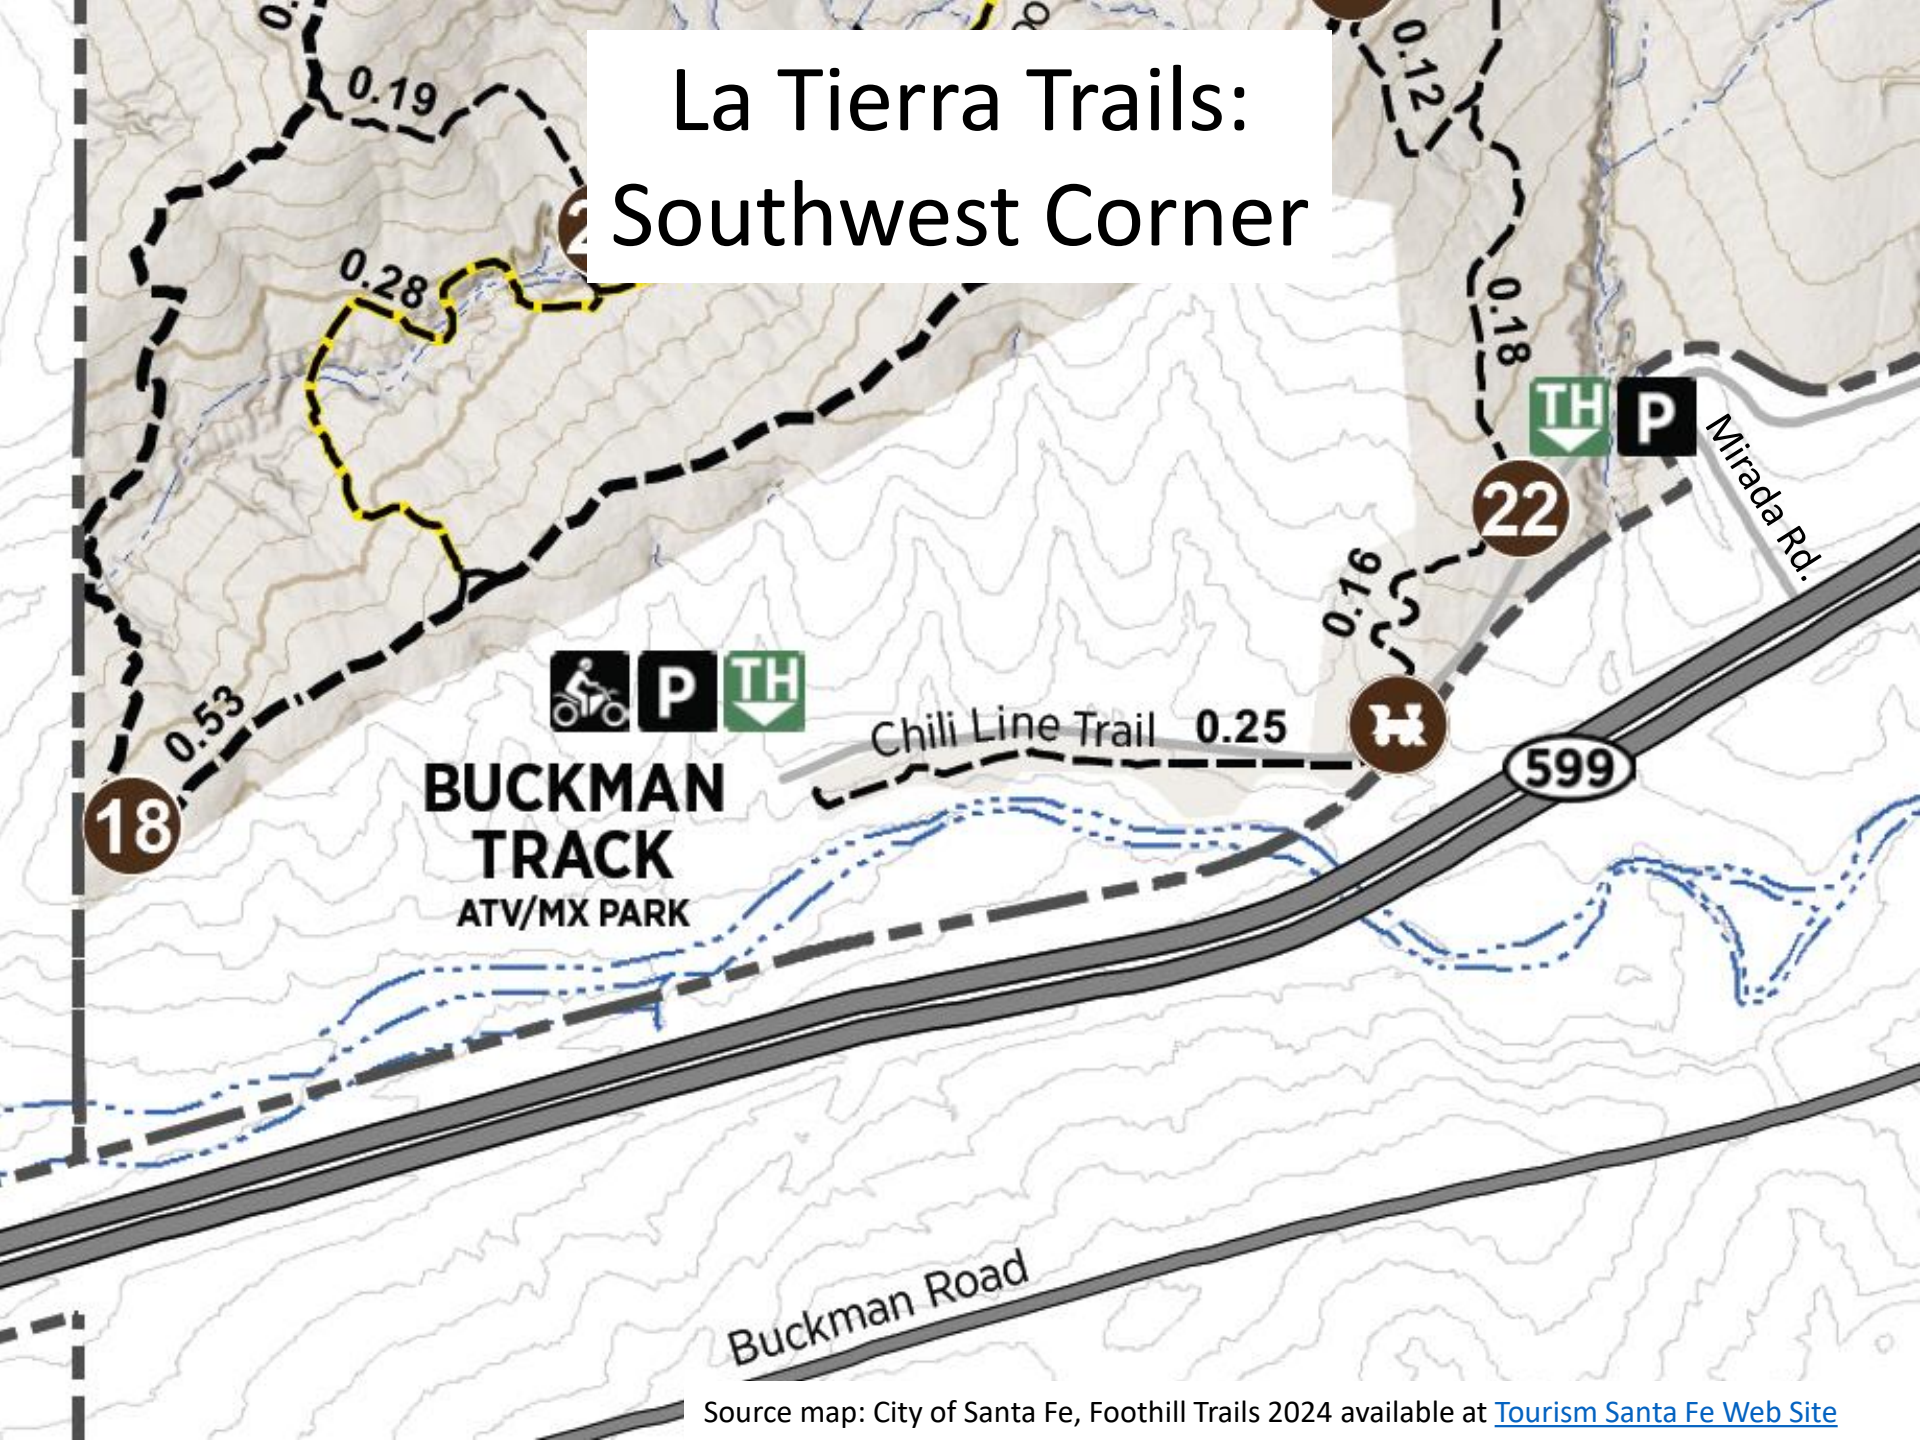 La Tierra Trails:
Southwest Corner
0.19
0.12
0.28
0.18
TH
P
Mirada Rd.
22
0.16
P
TH
0.53
Chili Line Trail 0.25
BUCKMAN
TRACK
ATV/MX PARK
599
18
Buckman Road
Source map: City of Santa Fe, Foothill Trails 2024 available at Tourism Santa Fe Web Site